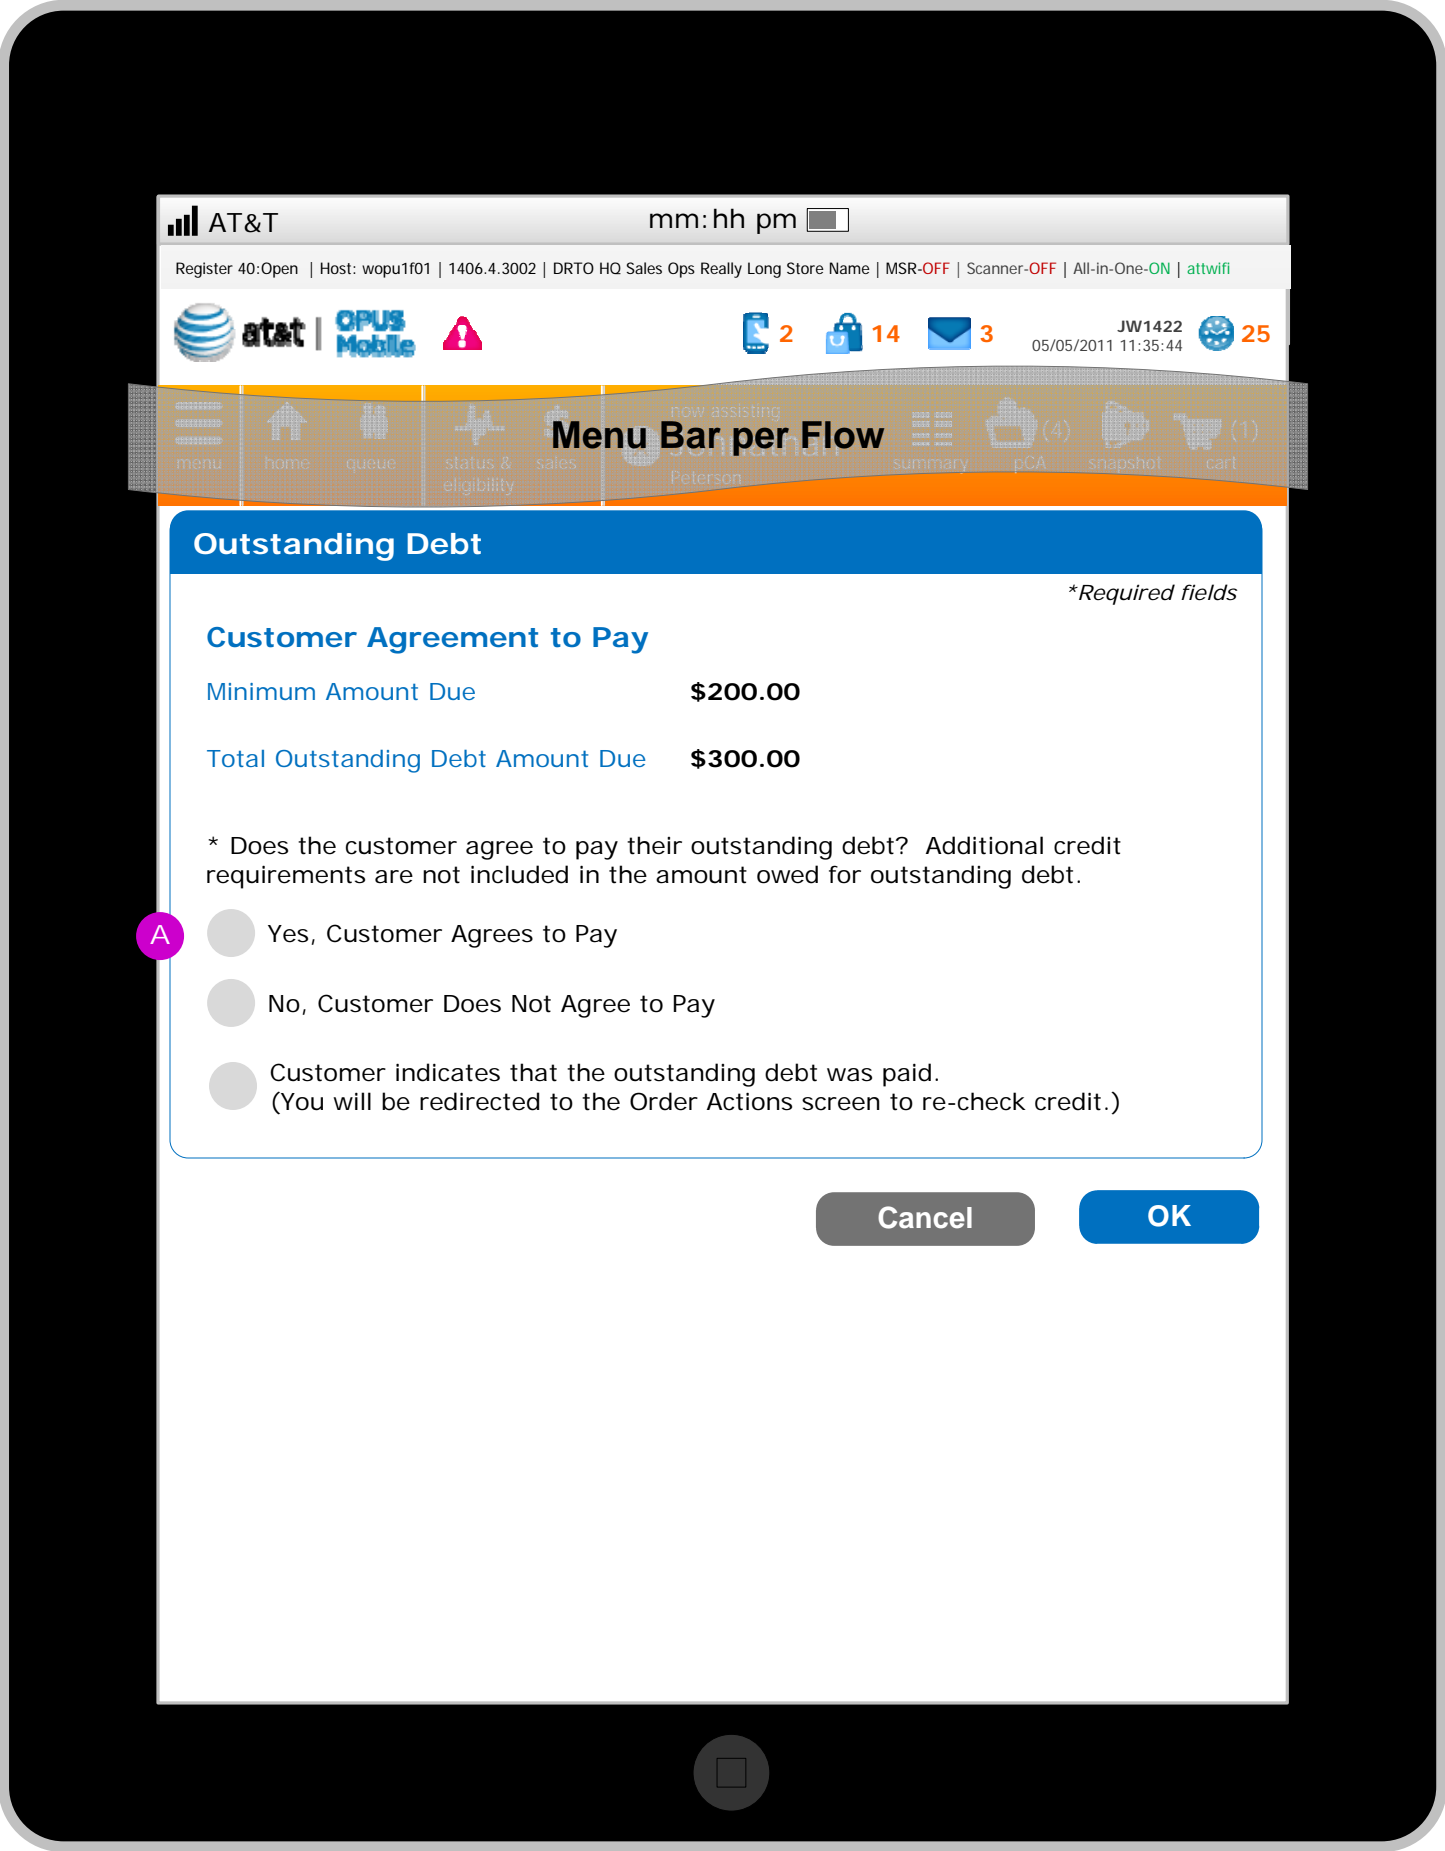 AT&T mm:hh pm
Register 40:Open | Host: wopu1f01 | 1406.4.3002 | DRTO HQ Sales Ops Really Long Store Name | MSR-OFF | Scanner-OFF | All-in-One-ON | attwifi
at&t | OPUS Mobile
2 14 3 JW1422 25
05/05/2011 11:35:44
now assisting
Menu Bar per Flow
(4) (1)
menu home queue status & eligibility sales Peterson summary pCA snapshot cart
Outstanding Debt
*Required fields
Customer Agreement to Pay
Minimum Amount Due $200.00
Total Outstanding Debt Amount Due $300.00
* Does the customer agree to pay their outstanding debt? Additional credit
requirements are not included in the amount owed for outstanding debt.
A Yes, Customer Agrees to Pay
No, Customer Does Not Agree to Pay
Customer indicates that the outstanding debt was paid.
(You will be redirected to the Order Actions screen to re-check credit.)
Cancel OK